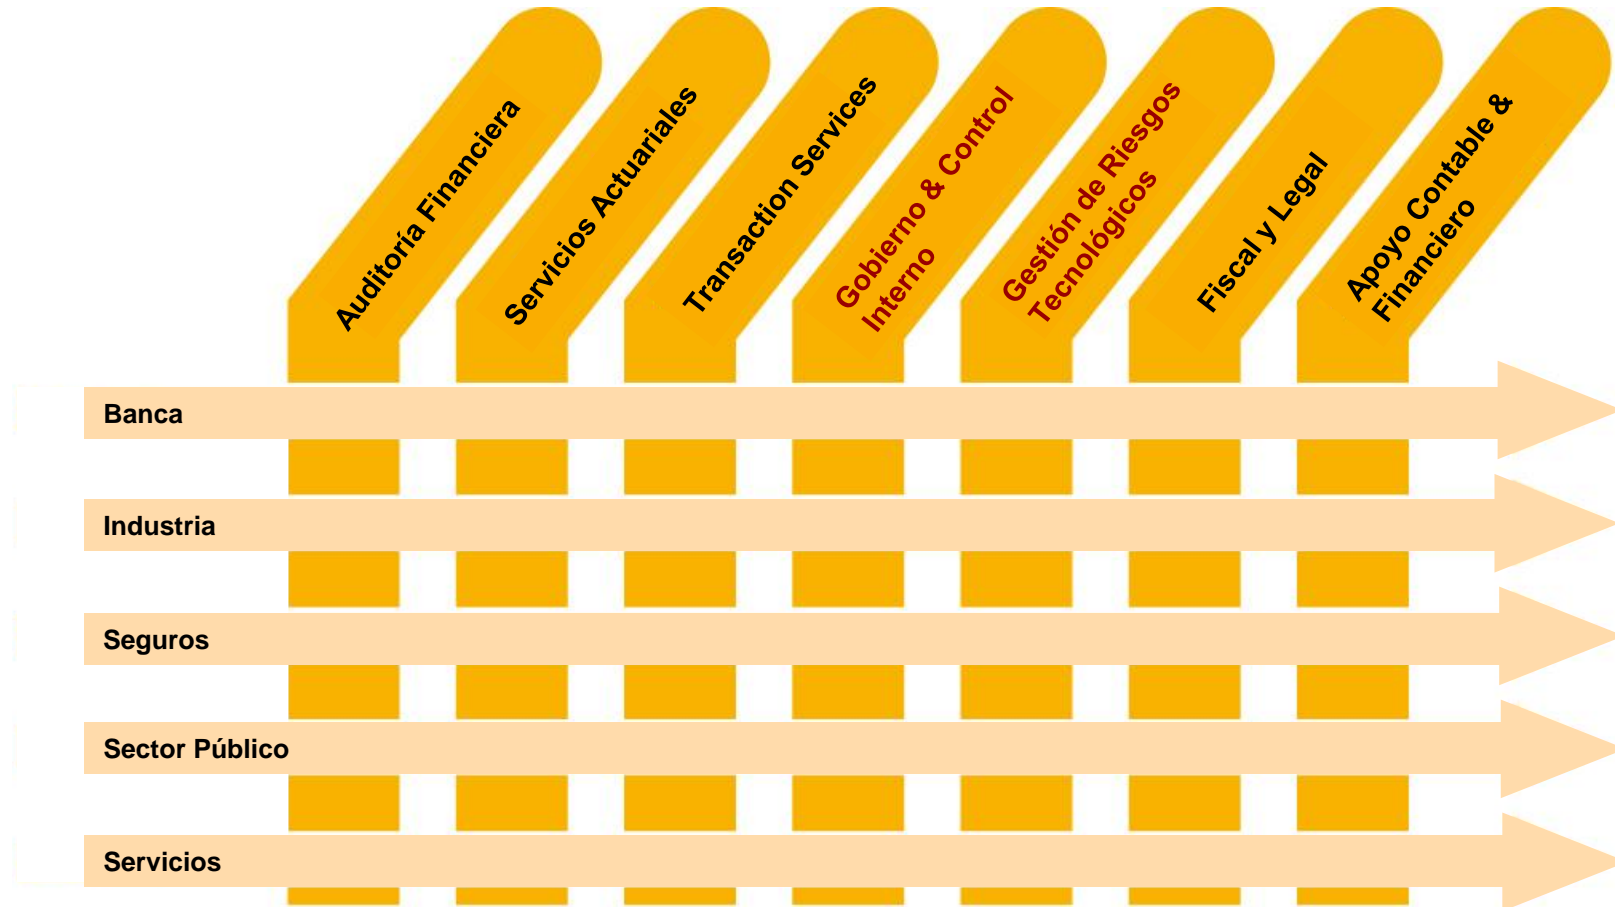 Auditoría Financiera
Servicios Actuariales
Transaction Services
Gobierno & Control
Interno
Gestión de Riesgos
Tecnológicos
Fiscal y Legal
Apoyo Contable &
Financiero
Banca
Industria
Seguros
Sector Público
Servicios